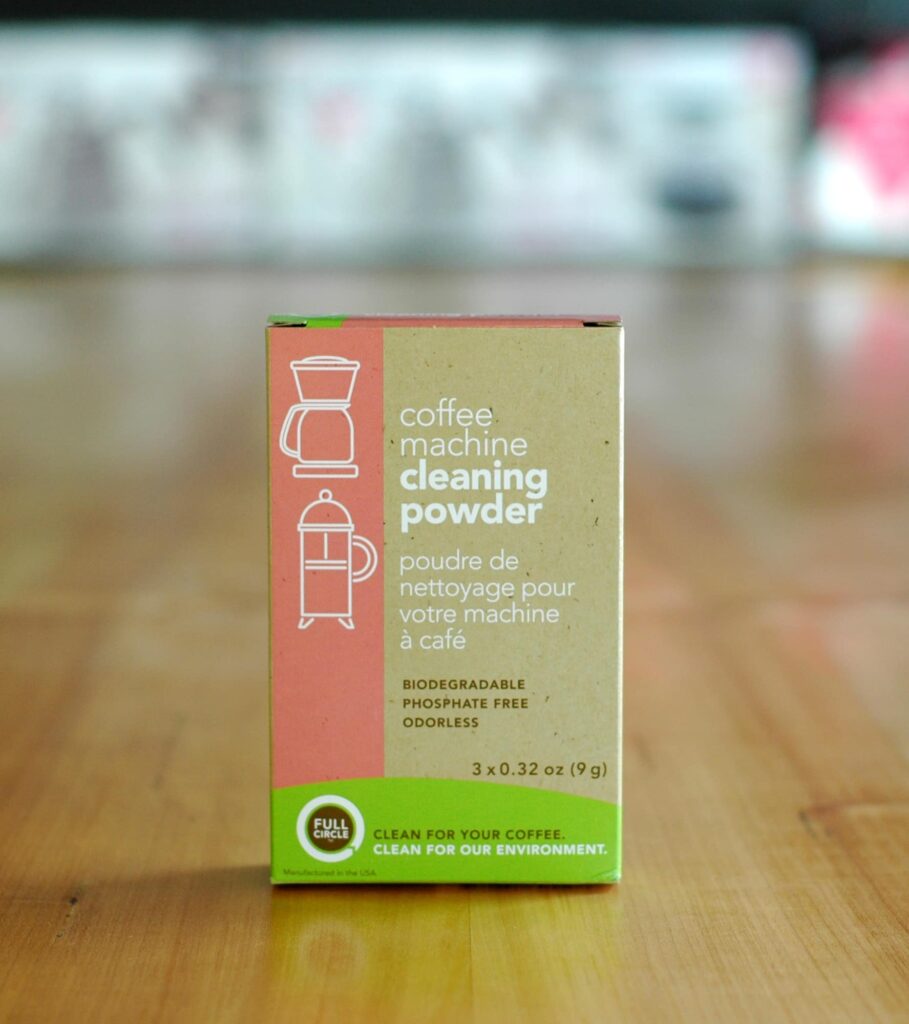 coffee
machine
cleaning
powder
poudre de
nettoyage pour
votre machine
à café
BIODEGRADABLE
PHOSPHATE FREE
ODORLESS
3 x 0.32 oz (9 g)
FULL
CIRCLE
CLEAN FOR YOUR COFFEE.
CLEAN FOR OUR ENVIRONMENT.
Manufactured in the USA